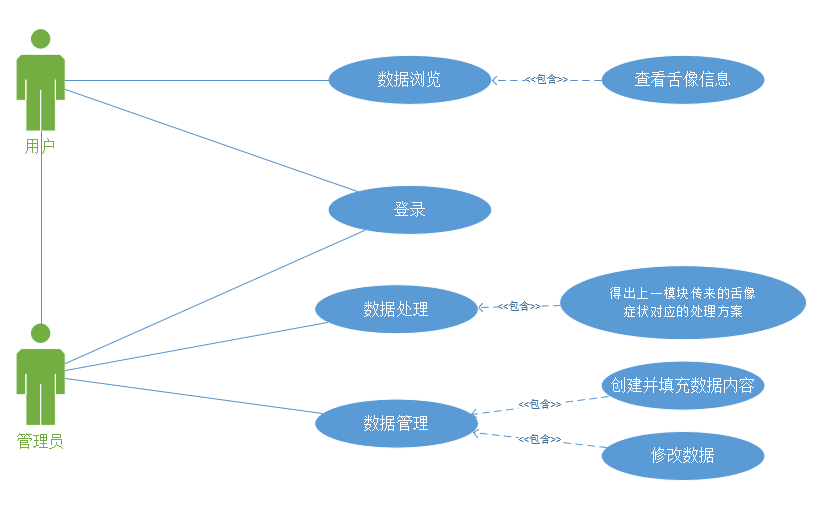 用户
数据浏览
<<包含>>
查看舌像信息
登录
数据处理
<<包含>>
得出上一模块传来的舌像
症状对应的处理方案
管理员
数据管理
<<包含>>
创建并填充数据内容
<<包含>>
修改数据